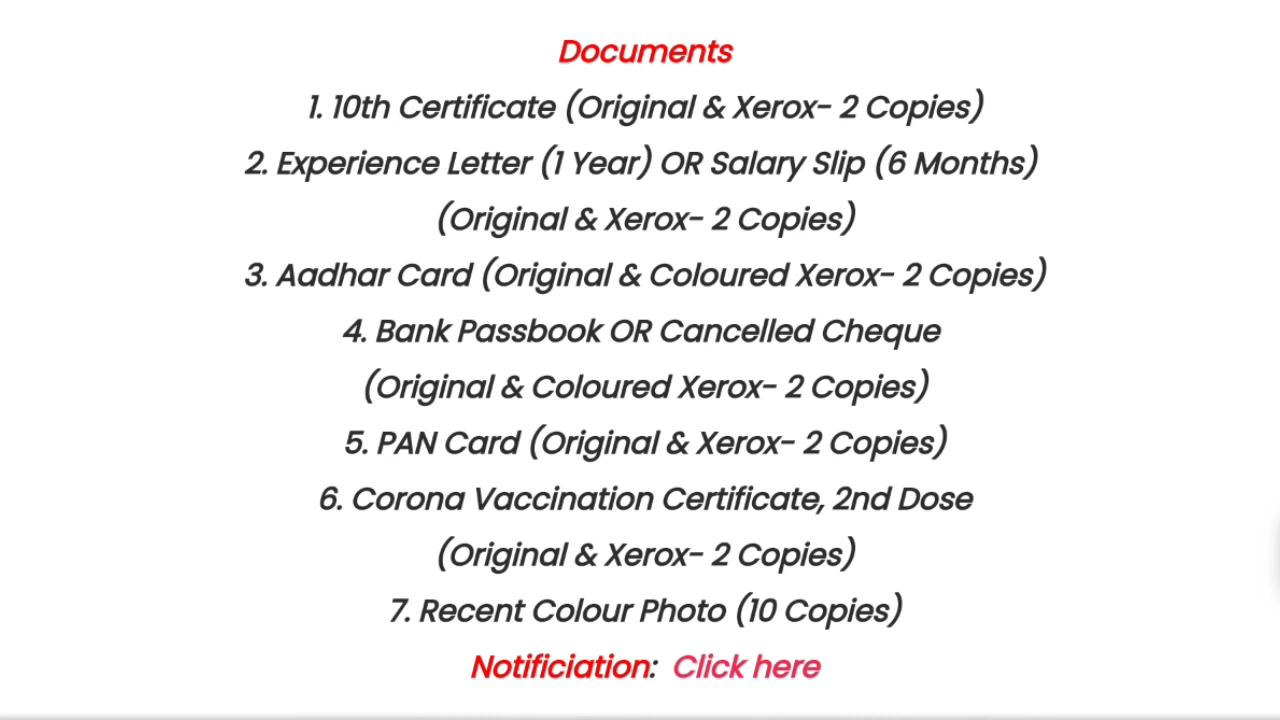 Documents
1. 10th Certificate (Original & Xerox- 2 Copies)
2. Experience Letter (1 Year) OR Salary Slip (6 Months)
(Original & Xerox- 2 Copies)
3. Aadhar Card (Original & Coloured Xerox- 2 Copies)
4. Bank Passbook OR Cancelled Cheque
(Original & Coloured Xerox- 2 Copies)
5. PAN Card (Original & Xerox- 2 Copies)
6. Corona Vaccination Certificate, 2nd Dose
(Original & Xerox- 2 Copies)
7. Recent Colour Photo (10 Copies)
Notificiation: Click here